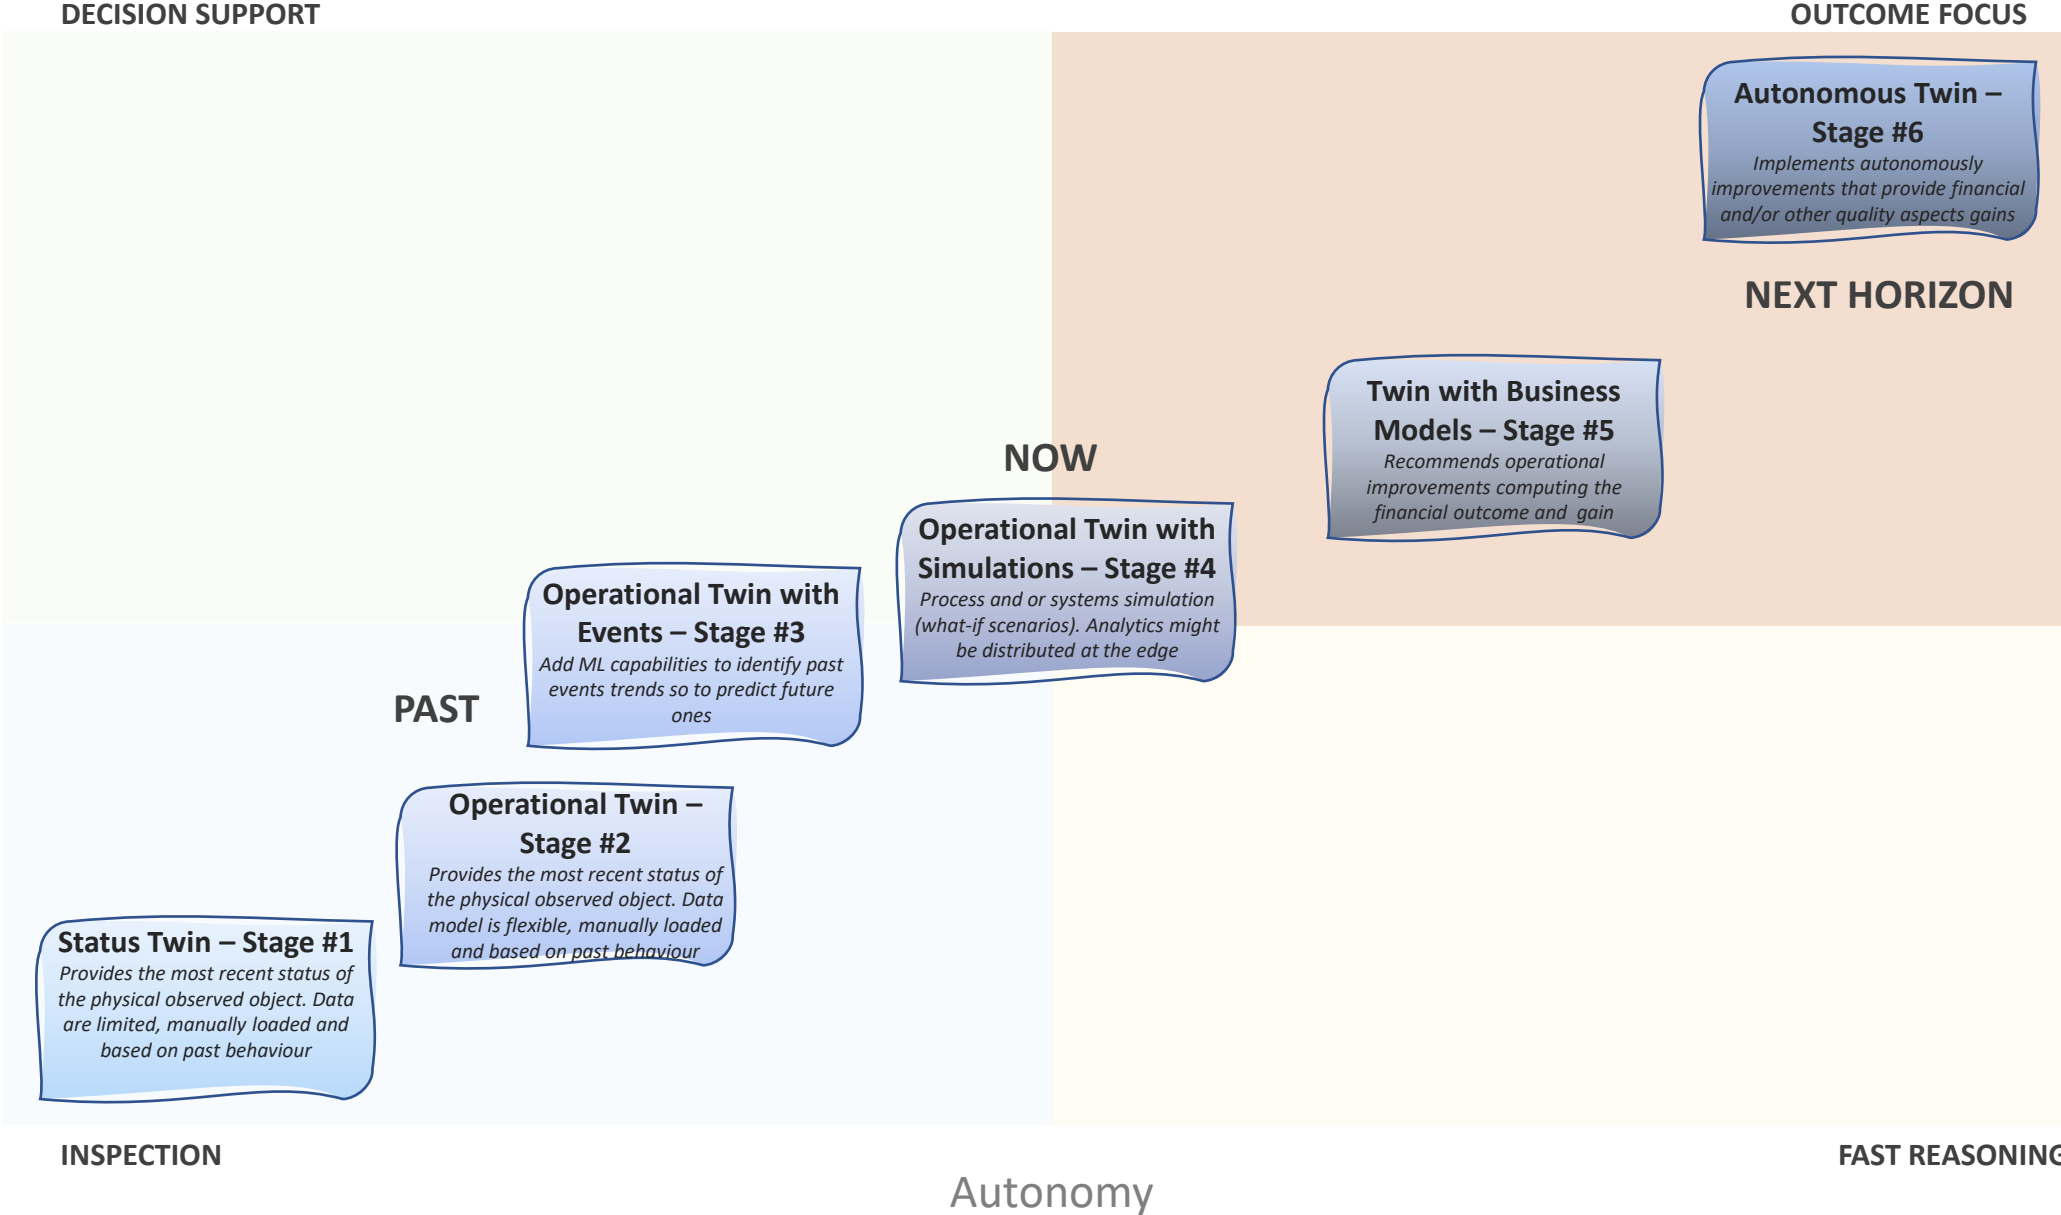 DECISION SUPPORT
OUTCOME FOCUS
Autonomous Twin –
Stage #6
Implements autonomously
improvements that provide financial
and/or other quality aspects gains
NEXT HORIZON
Twin with Business
Models – Stage #5
Recommends operational
improvements computing the
financial outcome and gain
NOW
Operational Twin with
Simulations – Stage #4
Process and or systems simulation
(what-if scenarios). Analytics might
be distributed at the edge
Operational Twin with
Events – Stage #3
Add ML capabilities to identify past
events trends so to predict future
ones
PAST
Operational Twin –
Stage #2
Provides the most recent status of
the physical observed object. Data
model is flexible, manually loaded
and based on past behaviour
Status Twin – Stage #1
Provides the most recent status of
the physical observed object. Data
are limited, manually loaded and
based on past behaviour
INSPECTION
FAST REASONING
Autonomy